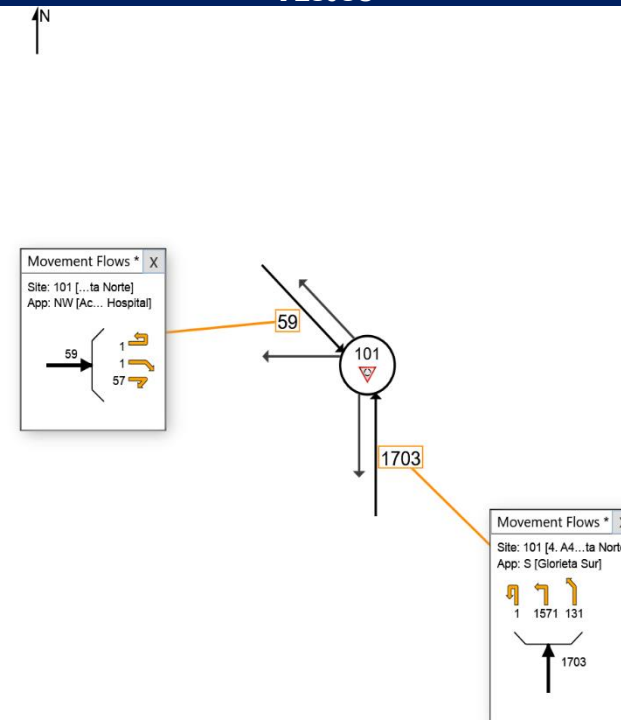 N
Movement Flows * X
Site: 101 [...ta Norte]
App: NW [Ac... Hospital]
59
1
1
57
59
101
1703
Movement Flows *
Site: 101 [4. A4...ta Norte
App: S [Glorieta Sur]
1 1571 131
1703